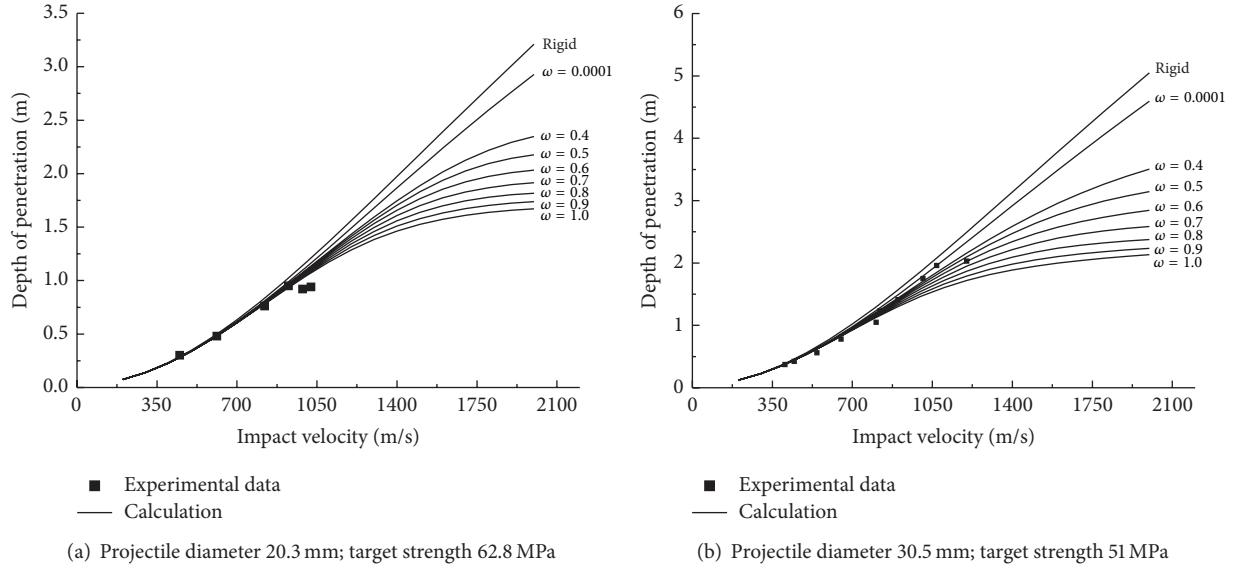 3.5
3.0
2.5
2.0
1.5
1.0
0.5
0.0
Depth of penetration (m)
Rigid
ω = 0.0001
ω = 0.4
ω = 0.5
ω = 0.6
ω = 0.7
ω = 0.8
ω = 0.9
ω = 1.0
0 350 700 1050 1400 1750 2100
Impact velocity (m/s)
Experimental data
Calculation
(a) Projectile diameter 20.3 mm; target strength 62.8 MPa
6
5
4
3
2
1
0
Depth of penetration (m)
Rigid
ω = 0.0001
ω = 0.4
ω = 0.5
ω = 0.6
ω = 0.7
ω = 0.8
ω = 0.9
ω = 1.0
0 350 700 1050 1400 1750 2100
Impact velocity (m/s)
Experimental data
Calculation
(b) Projectile diameter 30.5 mm; target strength 51 MPa